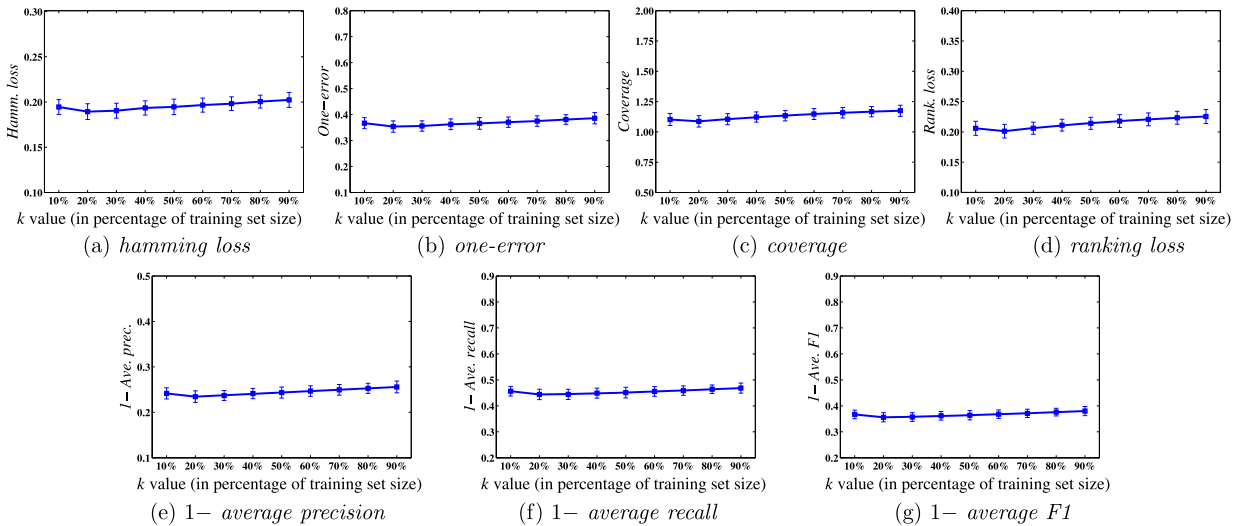 0.30
0.25
0.20
0.15
0.10
Hamm. loss
10% 20% 30% 40% 50% 60% 70% 80% 90%
k value (in percentage of training set size)
(a) hamming loss
0.8
0.7
0.6
0.5
0.4
0.3
0.2
0.1
One−error
10% 20% 30% 40% 50% 60% 70% 80% 90%
k value (in percentage of training set size)
(b) one-error
2.00
1.75
1.50
1.25
1.00
0.75
0.50
Coverage
10% 20% 30% 40% 50% 60% 70% 80% 90%
k value (in percentage of training set size)
(c) coverage
0.40
0.35
0.30
0.25
0.20
0.15
0.10
Rank. loss
10% 20% 30% 40% 50% 60% 70% 80% 90%
k value (in percentage of training set size)
(d) ranking loss
0.5
0.4
0.3
0.2
0.1
1− Ave. prec.
10% 20% 30% 40% 50% 60% 70% 80% 90%
k value (in percentage of training set size)
(e) 1− average precision
0.9
0.8
0.7
0.6
0.5
0.4
0.3
0.2
1− Ave. recall
10% 20% 30% 40% 50% 60% 70% 80% 90%
k value (in percentage of training set size)
(f) 1− average recall
0.9
0.8
0.7
0.6
0.5
0.4
0.3
0.2
1− Ave. F1
10% 20% 30% 40% 50% 60% 70% 80% 90%
k value (in percentage of training set size)
(g) 1− average F1